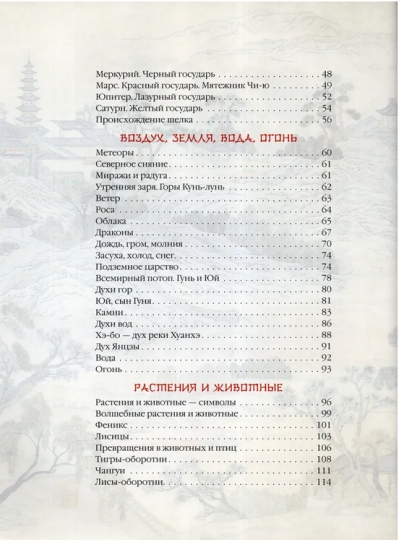 Меркурий. Черный государь . . . . . . . . . . . . . . . . . . . . 48
Марс. Красный государь. Мятежник Чи-ю . . . . . . . . . . . 49
Юпитер. Лазурный государь . . . . . . . . . . . . . . . . . . . . 52
Сатурн. Желтый государь . . . . . . . . . . . . . . . . . . . . . . 54
Происхождение шелка . . . . . . . . . . . . . . . . . . . . . . . . 56
ВОЗДУХ, ЗЕМЛЯ, ВОДА, ОГОНЬ
Метеоры . . . . . . . . . . . . . . . . . . . . . . . . . . . . . . . . 60
Северное сияние . . . . . . . . . . . . . . . . . . . . . . . . . . . 61
Миражи и радуга . . . . . . . . . . . . . . . . . . . . . . . . . . . 61
Утренняя заря. Горы Кунь-лунь . . . . . . . . . . . . . . . . . . 62
Ветер . . . . . . . . . . . . . . . . . . . . . . . . . . . . . . . . . . 63
Роса . . . . . . . . . . . . . . . . . . . . . . . . . . . . . . . . . . . 64
Облака . . . . . . . . . . . . . . . . . . . . . . . . . . . . . . . . . 65
Драконы . . . . . . . . . . . . . . . . . . . . . . . . . . . . . . . . 67
Дождь, гром, молния . . . . . . . . . . . . . . . . . . . . . . . . 70
Засуха, холод, снег. . . . . . . . . . . . . . . . . . . . . . . . . . 74
Подземное царство . . . . . . . . . . . . . . . . . . . . . . . . . 74
Всемирный потоп. Гунь и Юй . . . . . . . . . . . . . . . . . . . 78
Духи гор . . . . . . . . . . . . . . . . . . . . . . . . . . . . . . . . 80
Юй, сын Гуня . . . . . . . . . . . . . . . . . . . . . . . . . . . . . 81
Камни . . . . . . . . . . . . . . . . . . . . . . . . . . . . . . . . . . 83
Духи вод . . . . . . . . . . . . . . . . . . . . . . . . . . . . . . . . 86
Хэ-бо — дух реки Хуанхэ . . . . . . . . . . . . . . . . . . . . . . 88
Дух Янцзы . . . . . . . . . . . . . . . . . . . . . . . . . . . . . . . 91
Вода . . . . . . . . . . . . . . . . . . . . . . . . . . . . . . . . . . . 92
Огонь . . . . . . . . . . . . . . . . . . . . . . . . . . . . . . . . . . 93
РАСТЕНИЯ И ЖИВОТНЫЕ
Растения и животные — символы . . . . . . . . . . . . . . . . 96
Волшебные растения и животные . . . . . . . . . . . . . . . . 99
Феникс . . . . . . . . . . . . . . . . . . . . . . . . . . . . . . . . . 101
Лисицы . . . . . . . . . . . . . . . . . . . . . . . . . . . . . . . . . 103
Превращения в животных и птиц . . . . . . . . . . . . . . . . 106
Тигры-оборотни . . . . . . . . . . . . . . . . . . . . . . . . . . . 108
Чангуи . . . . . . . . . . . . . . . . . . . . . . . . . . . . . . . . . 111
Лисы-оборотни. . . . . . . . . . . . . . . . . . . . . . . . . . . . 114